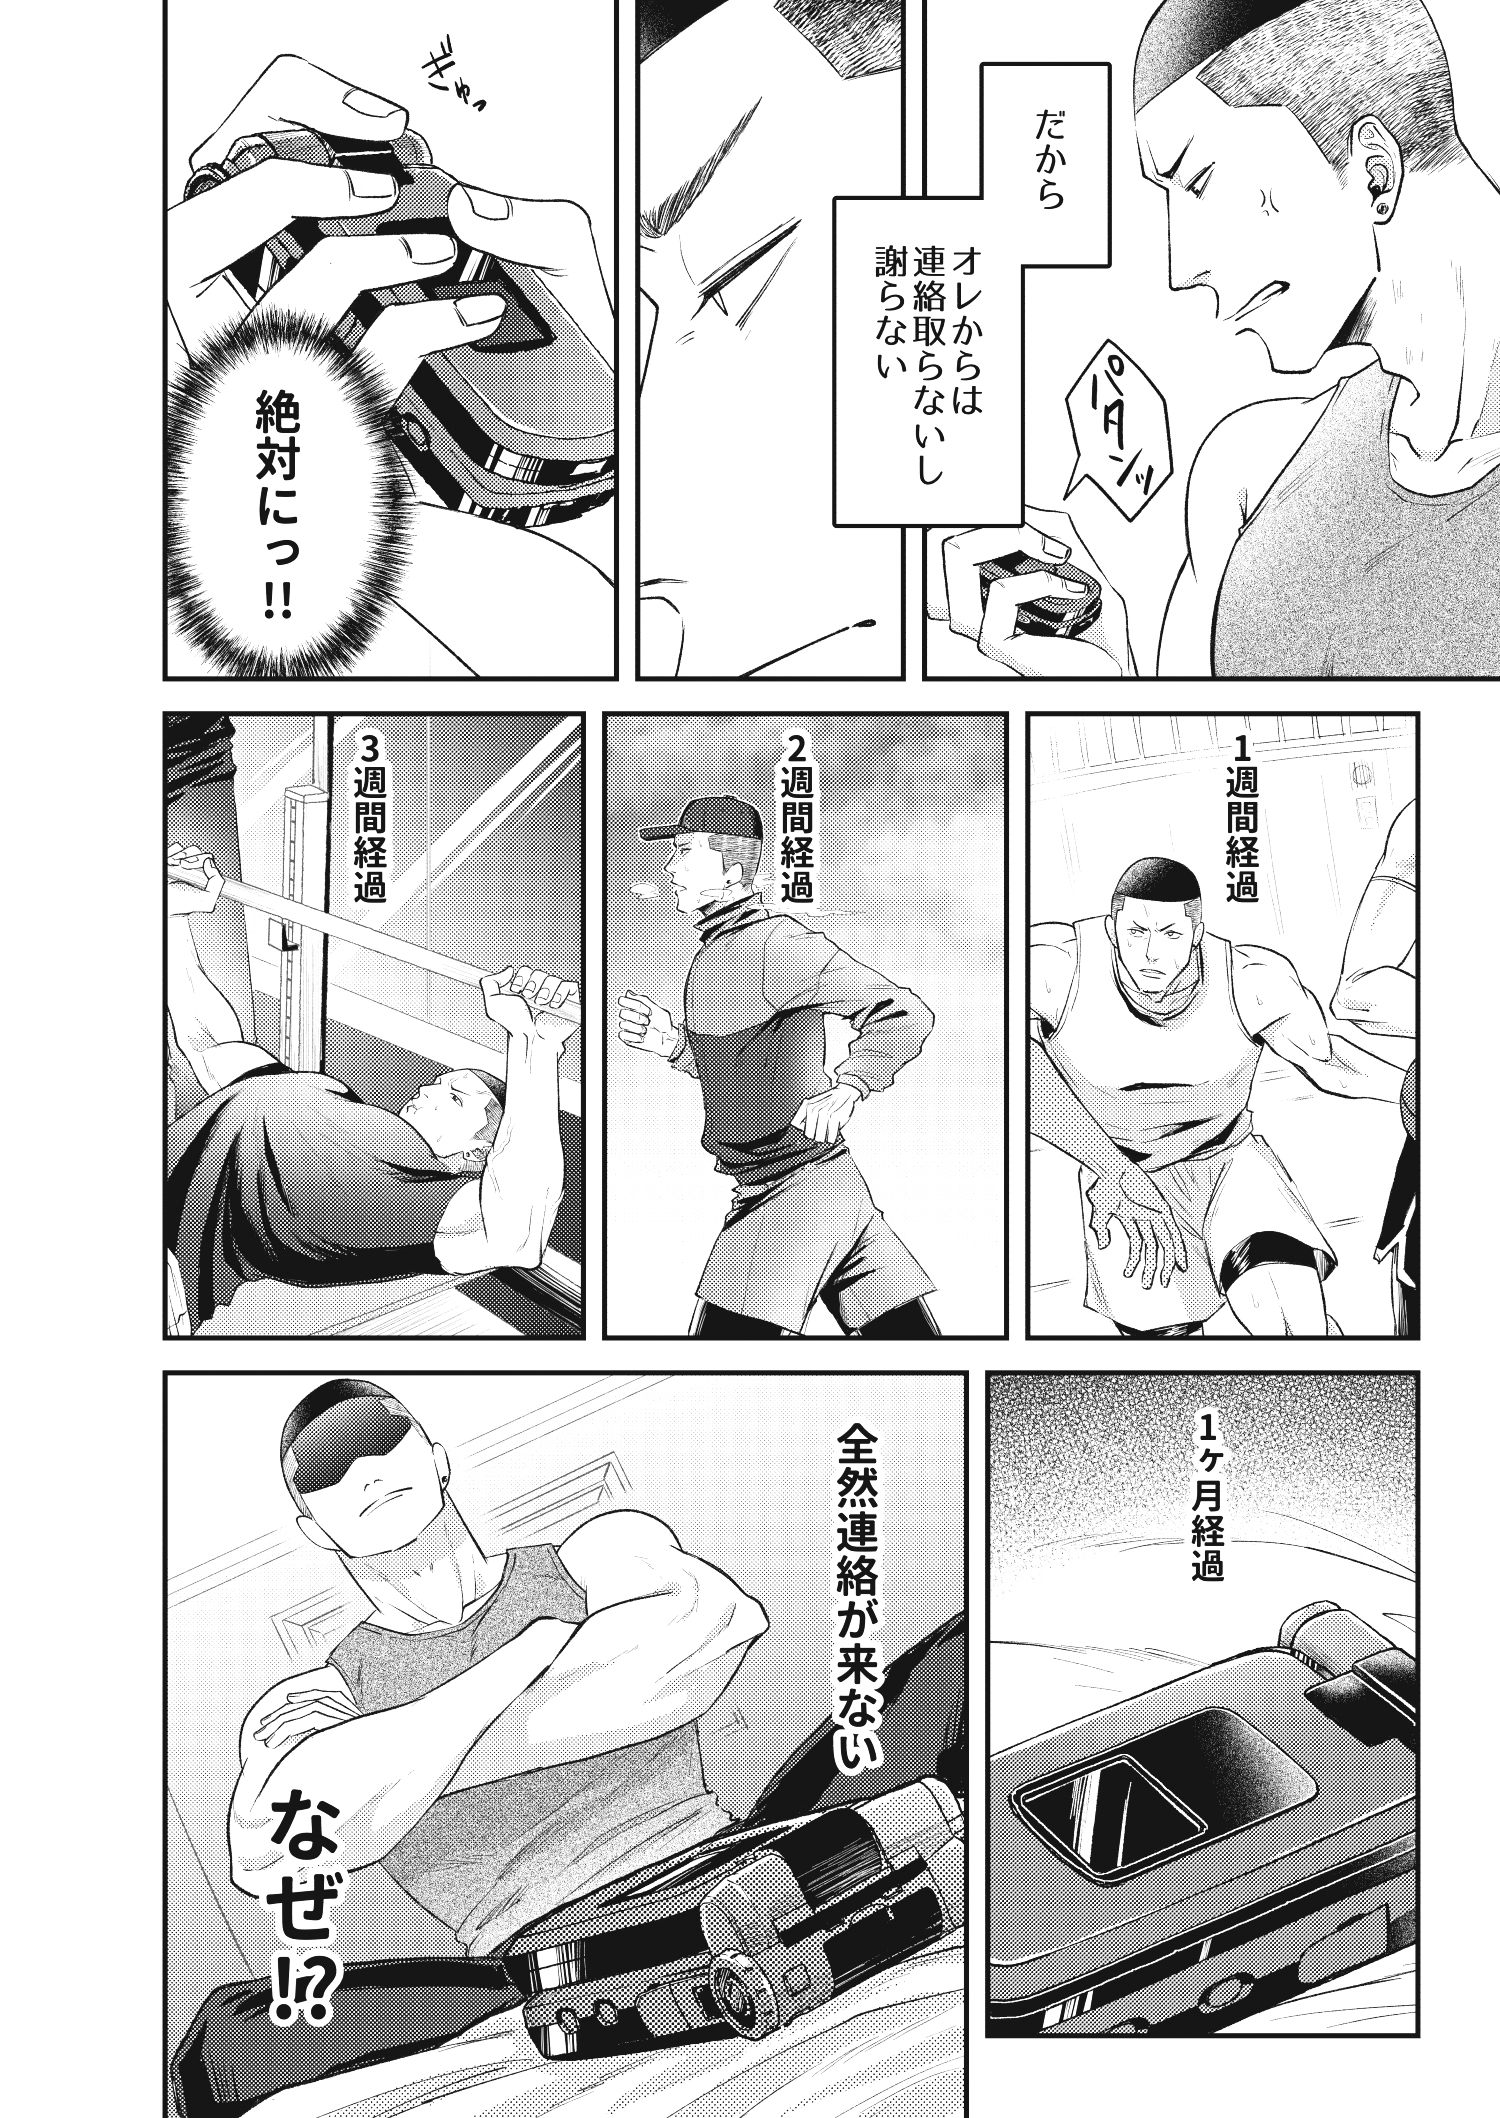 だから
オレからは
連絡取らないし
謝らない
パタンッ
ぎゅっ
絶対にっ!!
1週間経過
2週間経過
3週間経過
1ヶ月経過
全然連絡が来ない
なぜ!?